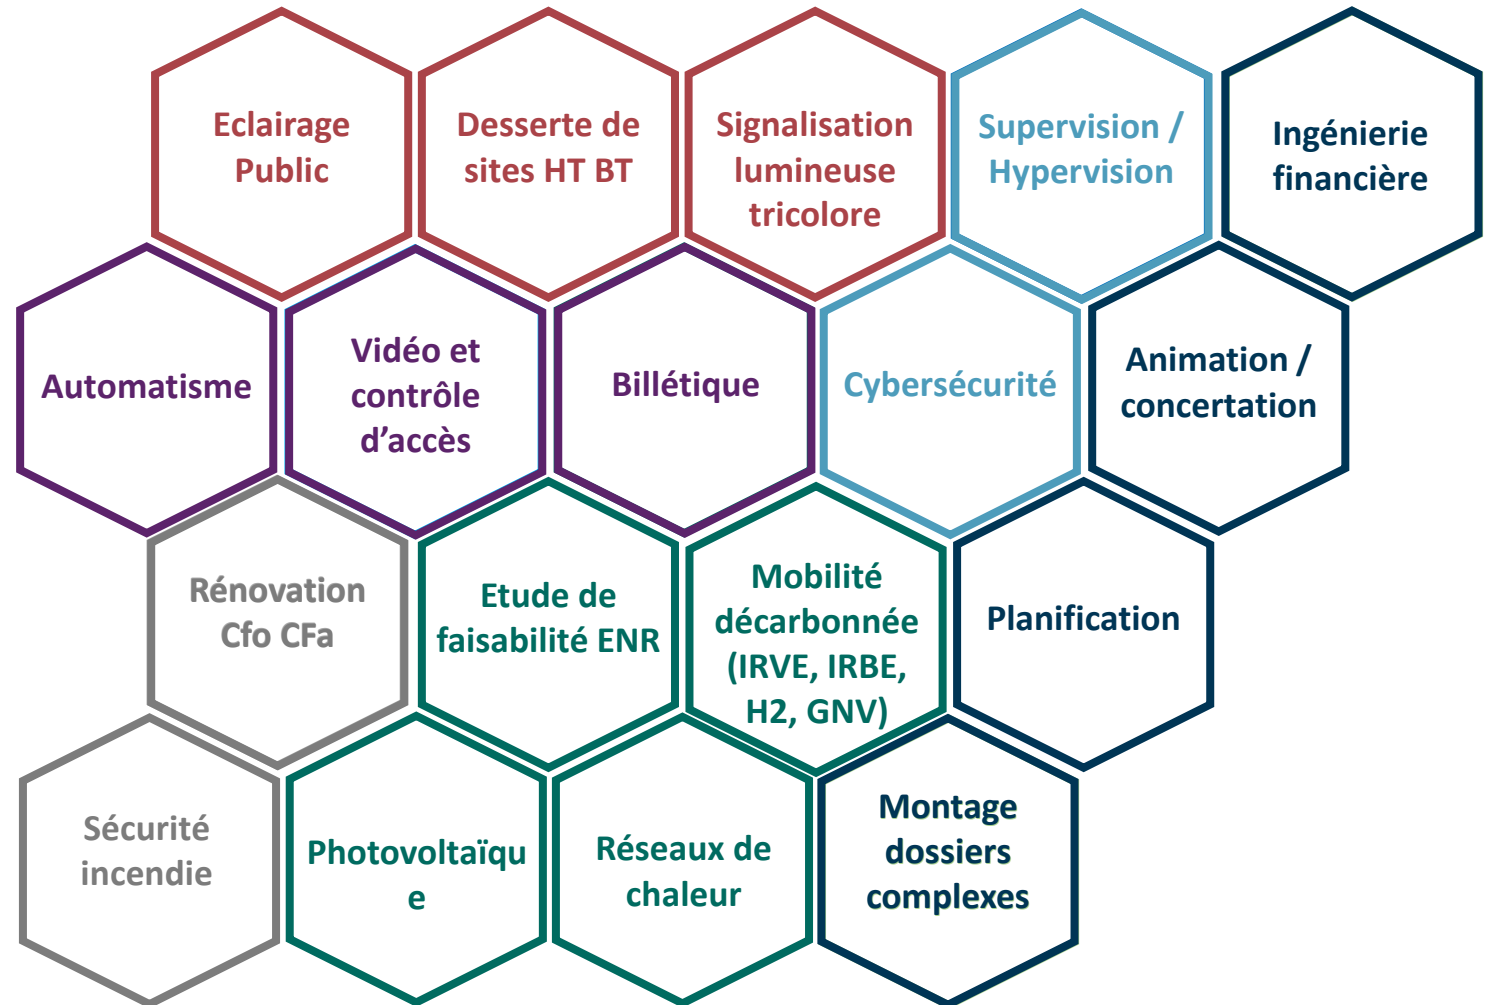 Eclairage
Public
Desserte de
sites HT BT
Signalisation
lumineuse
tricolore
Supervision /
Hypervision
Ingénierie
financière
Automatisme
Vidéo et
contrôle
d’accès
Billétique
Cybersécurité
Animation /
concertation
Rénovation
Cfo CFa
Etude de
faisabilité ENR
Mobilité
décarbonnée
(IRVE, IRBE,
H2, GNV)
Planification
Sécurité
incendie
Photovoltaïqu
e
Réseaux de
chaleur
Montage
dossiers
complexes